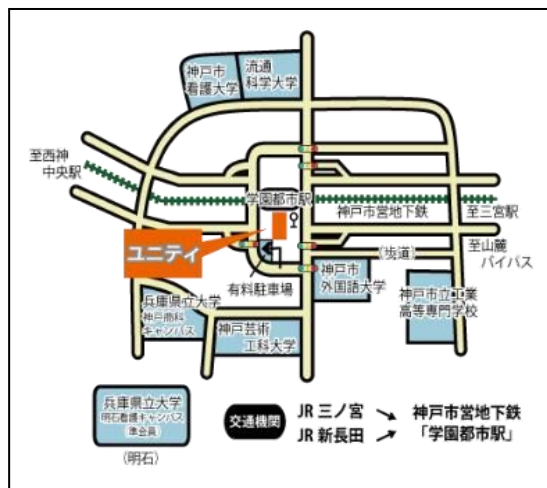 神戸市
看護大学
流通
科学大学
至西神
中央駅
学園都市駅
神戸市営地下鉄
至三宮駅
ユニティ
(歩道)
至山麓
バイパス
有料駐車場
神戸市
外国語大学
神戸市立工業
高等専門学校
兵庫県立大学
神戸商科
キャンパス
神戸芸術
工科大学
兵庫県立大学
明石看護キャンパス
(準会員)
(明石)
交通機関
JR 三ノ宮
JR 新長田
神戸市営地下鉄
「学園都市駅」